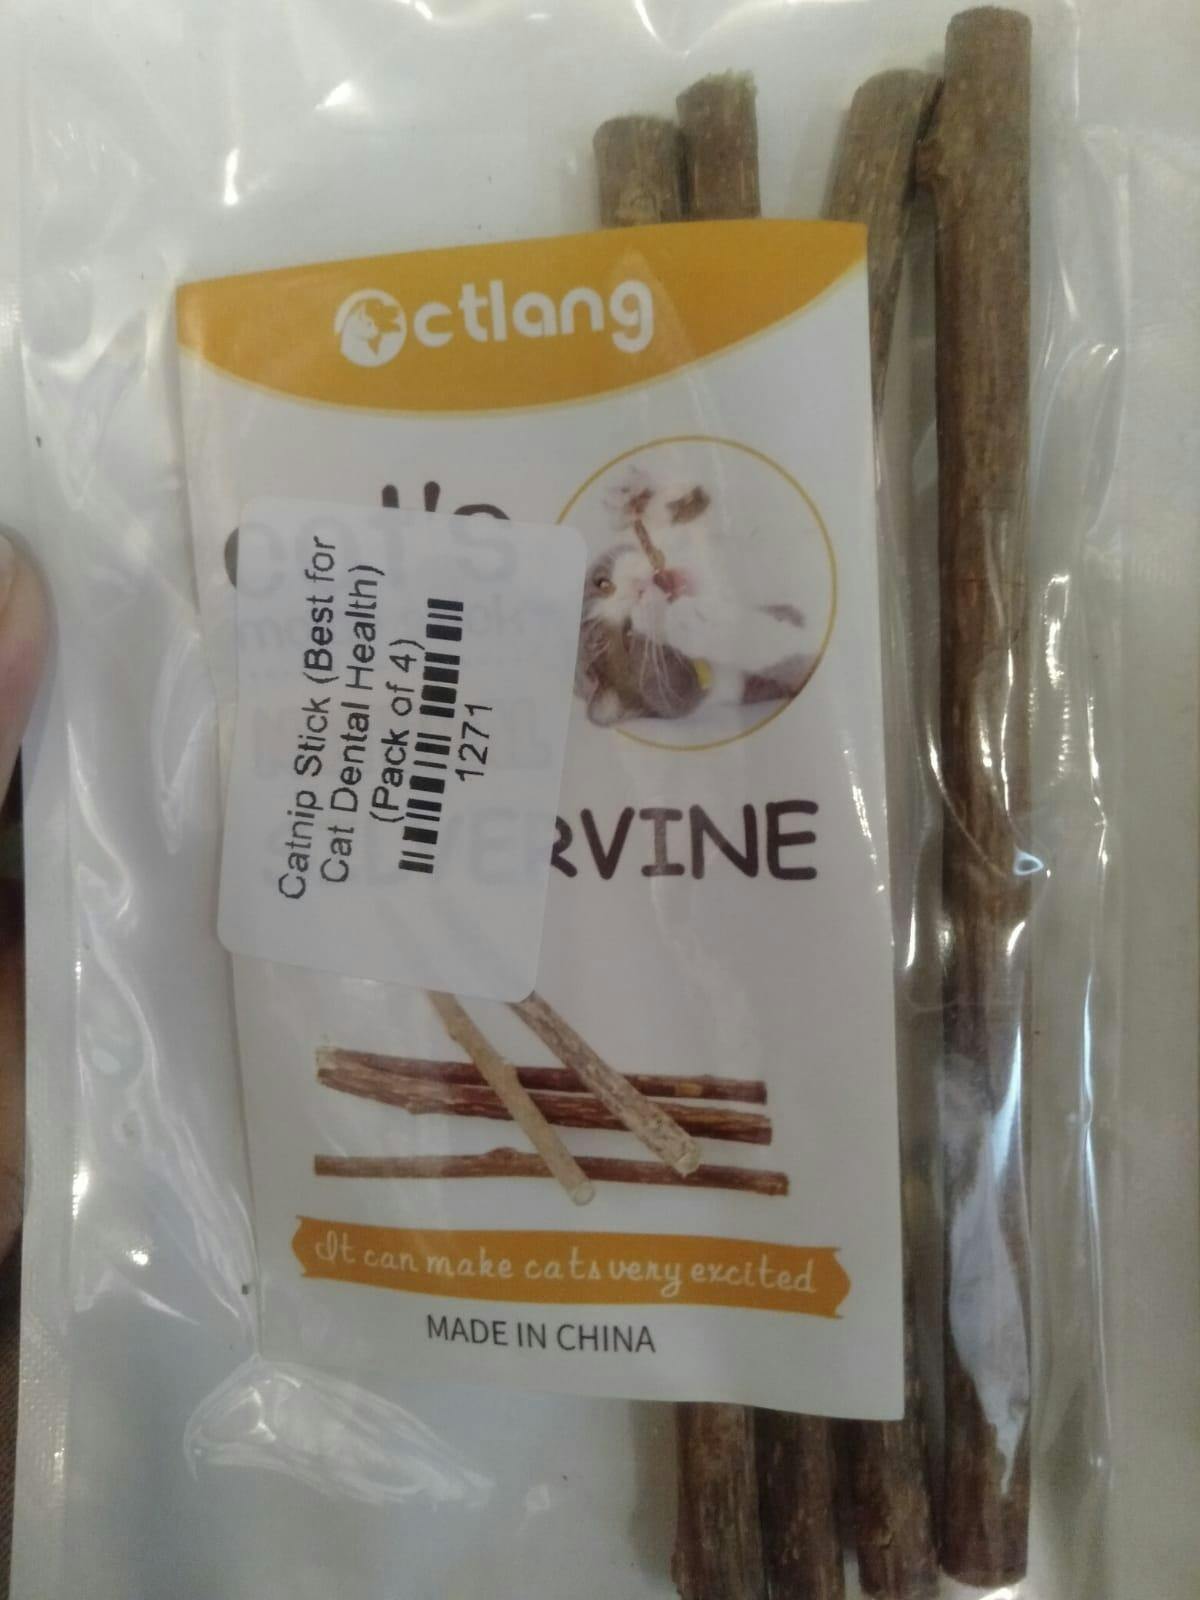 ctlang
Catnip Stick (Best for
Cat Dental Health)
(Pack of 4)
1271
RVINE
It can make cats very excited
MADE IN CHINA